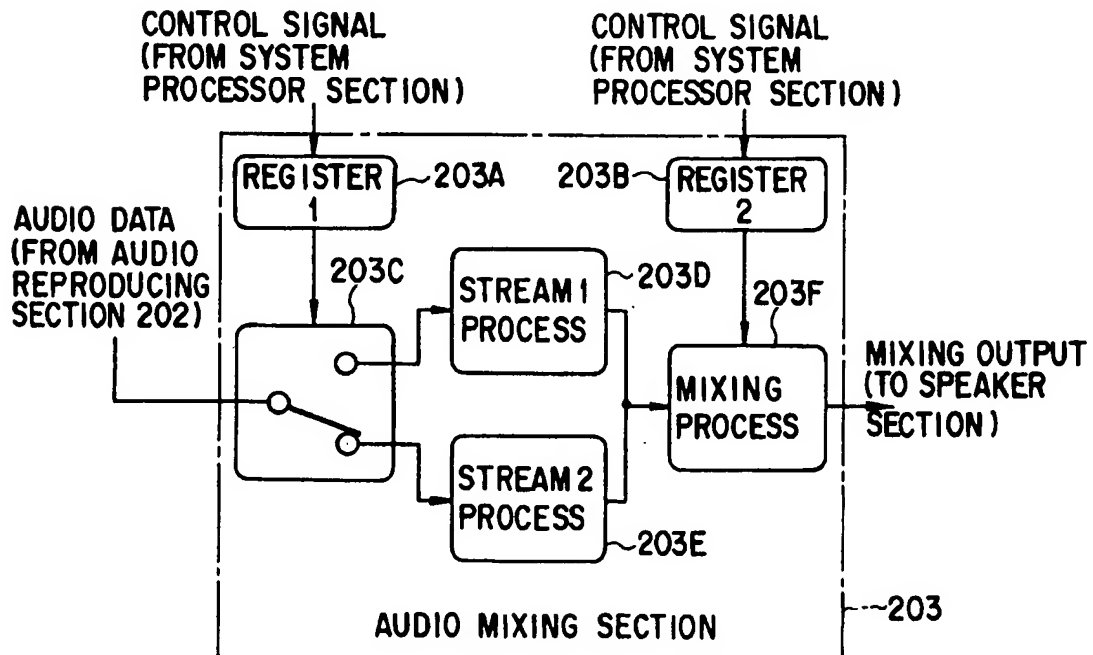 CONTROL SIGNAL
(FROM SYSTEM
PROCESSOR SECTION)
CONTROL SIGNAL
(FROM SYSTEM
PROCESSOR SECTION)
REGISTER
1
203A
203B
REGISTER
2
AUDIO DATA
(FROM AUDIO
REPRODUCING
SECTION 202)
203C
STREAM 1
PROCESS
203D
203F
MIXING
PROCESS
MIXING OUTPUT
(TO SPEAKER
SECTION)
STREAM 2
PROCESS
203E
203
AUDIO MIXING SECTION